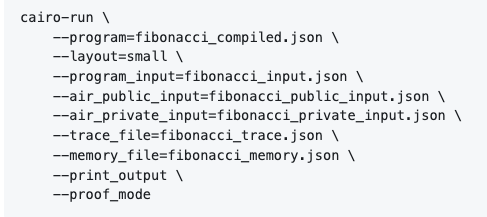 cairo-run \
--program=fibonacci_compiled.json \
--layout=small \
--program_input=fibonacci_input.json \
--air_public_input=fibonacci_public_input.json \
--air_private_input=fibonacci_private_input.json \
--trace_file=fibonacci_trace.json \
--memory_file=fibonacci_memory.json \
--print_output \
--proof_mode